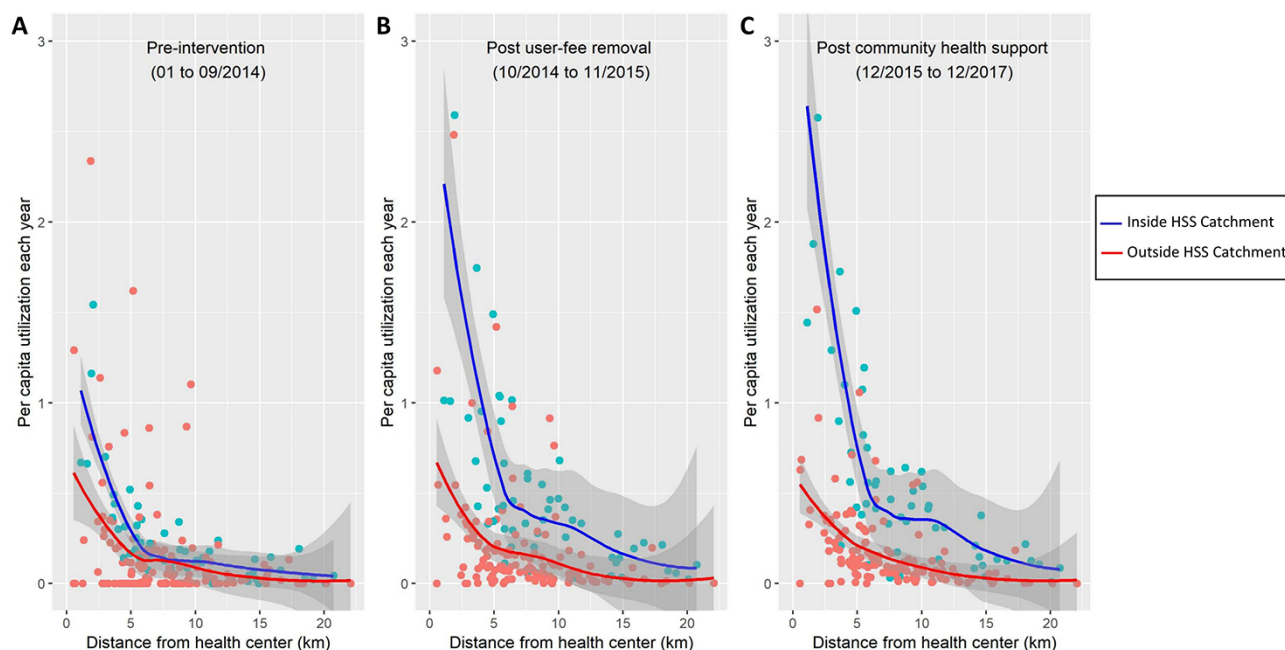 A
Pre-intervention
(01 to 09/2014)
3
2
1
0
Per capita utilization each year
0 5 10 15 20
Distance from health center (km)
B
Post user-fee removal
(10/2014 to 11/2015)
3
2
1
0
Per capita utilization each year
0 5 10 15 20
Distance from health center (km)
C
Post community health support
(12/2015 to 12/2017)
3
2
1
0
Per capita utilization each year
0 5 10 15 20
Distance from health center (km)
Inside HSS Catchment
Outside HSS Catchment